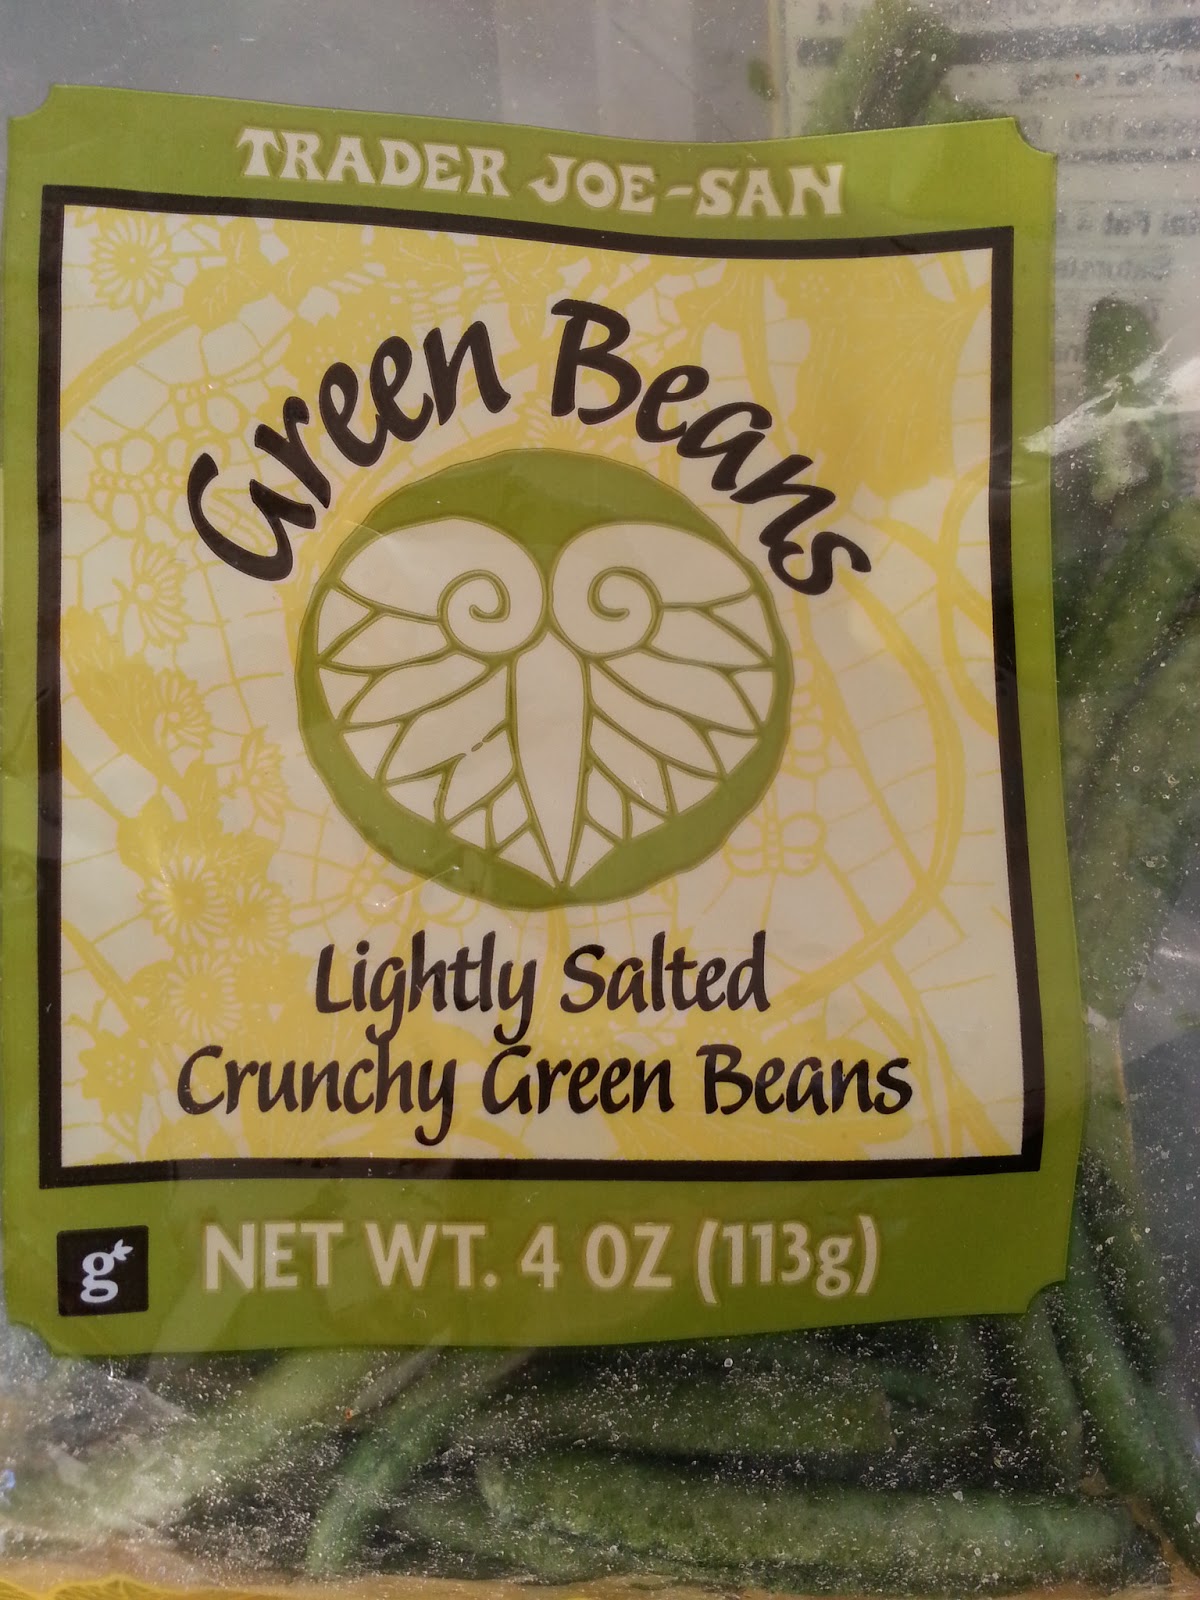 TRADER JOE-SAN
Green Beans
Lightly Salted
Crunchy Green Beans
g
NET WT. 4 OZ (113g)